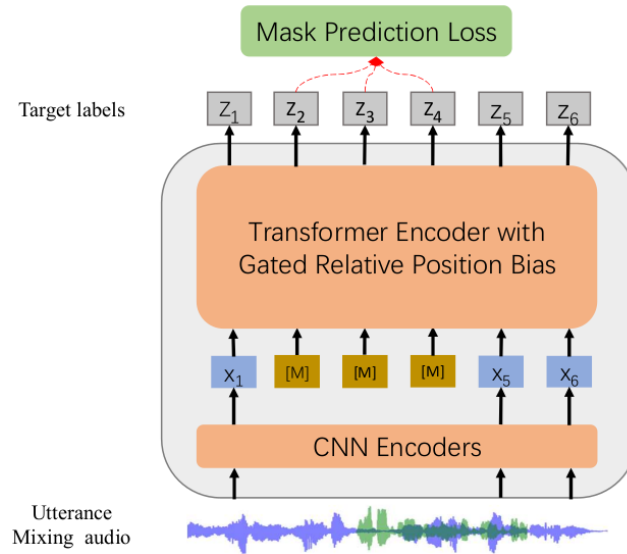 Mask Prediction Loss
Target labels
Z1 Z2 Z3 Z4 Z5 Z6
Transformer Encoder with
Gated Relative Position Bias
X1 [M] [M] [M] X5 X6
CNN Encoders
Utterance
Mixing audio